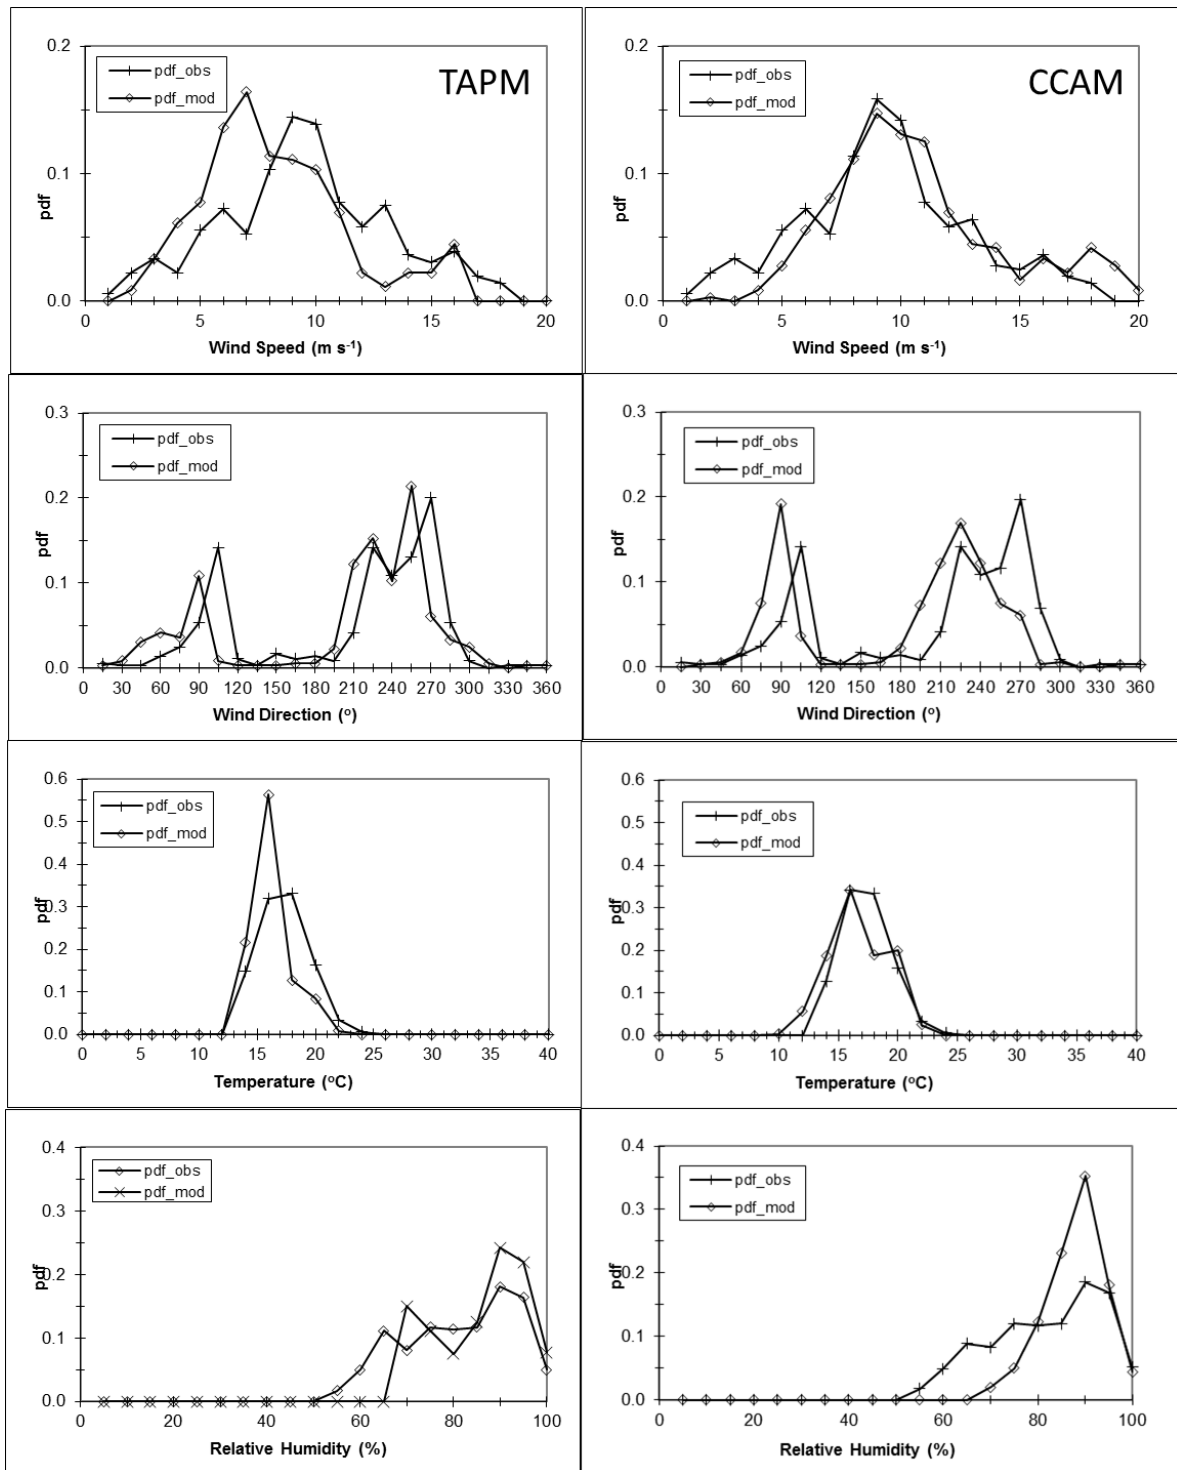 0.2
pdf_obs
pdf_mod
TAPM
0.1
0.0
pdf
0 5 10 15 20
Wind Speed (m s-1)
0.2
pdf_obs
pdf_mod
CCAM
0.1
0.0
pdf
0 5 10 15 20
Wind Speed (m s-1)
0.3
pdf_obs
pdf_mod
0.2
0.1
0.0
pdf
0 30 60 90 120 150 180 210 240 270 300 330 360
Wind Direction (o)
0.3
pdf_obs
pdf_mod
0.2
0.1
0.0
pdf
0 30 60 90 120 150 180 210 240 270 300 330 360
Wind Direction (o)
0.6
pdf_obs
pdf_mod
0.5
0.4
0.3
0.2
0.1
0.0
pdf
0 5 10 15 20 25 30 35 40
Temperature (oC)
0.6
pdf_obs
pdf_mod
0.5
0.4
0.3
0.2
0.1
0.0
pdf
0 5 10 15 20 25 30 35 40
Temperature (oC)
0.4
pdf_obs
pdf_mod
0.3
0.2
0.1
0.0
pdf
0 20 40 60 80 100
Relative Humidity (%)
0.4
pdf_obs
pdf_mod
0.3
0.2
0.1
0.0
pdf
0 20 40 60 80 100
Relative Humidity (%)